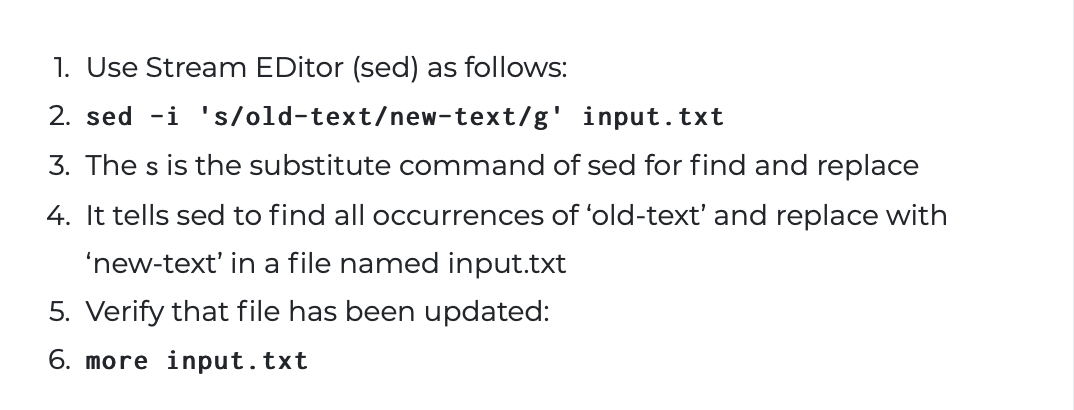 1. Use Stream EDitor (sed) as follows:
2. sed -i 's/old-text/new-text/g' input.txt
3. The s is the substitute command of sed for find and replace
4. It tells sed to find all occurrences of ‘old-text’ and replace with
‘new-text’ in a file named input.txt
5. Verify that file has been updated:
6. more input.txt